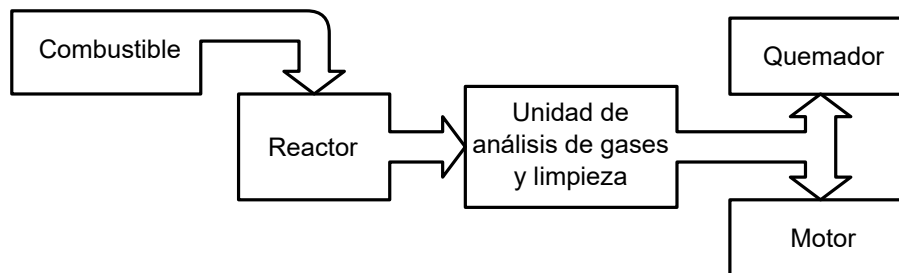 Combustible
Quemador
Unidad de
análisis de gases
y limpieza
Reactor
Motor